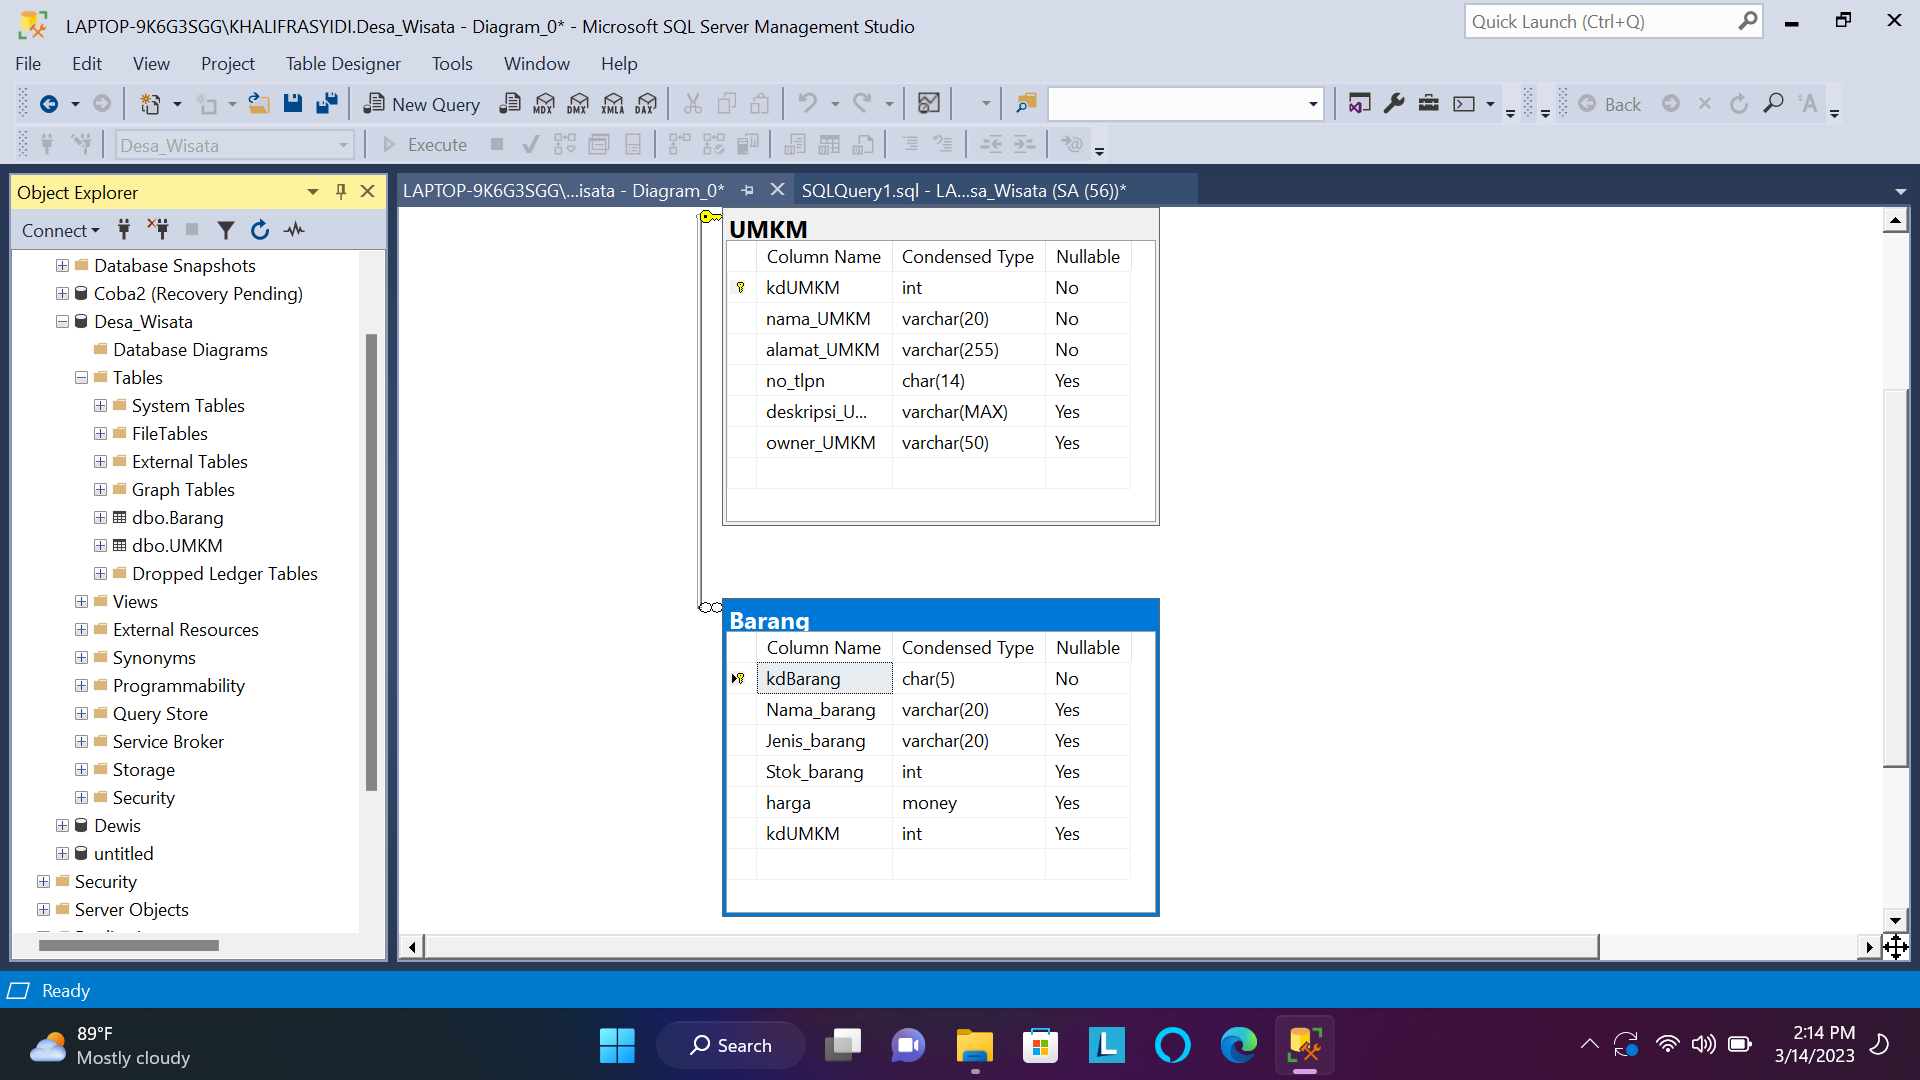 LAPTOP-9K6G3SGG\KHALIFRASYIDI.Desa_Wisata - Diagram_0* - Microsoft SQL Server Management Studio
Quick Launch (Ctrl+Q)
File Edit View Project Table Designer Tools Window Help
New Query MDX DMX XMLA DAX Back
Desa_Wisata Execute
Object Explorer
Connect
Database Snapshots
Coba2 (Recovery Pending)
Desa_Wisata
Database Diagrams
Tables
System Tables
FileTables
External Tables
Graph Tables
dbo.Barang
dbo.UMKM
Dropped Ledger Tables
Views
External Resources
Synonyms
Programmability
Query Store
Service Broker
Storage
Security
Dewis
untitled
Security
Server Objects
LAPTOP-9K6G3SGG\...isata - Diagram_0* SQLQuery1.sql - LA...sa_Wisata (SA (56))*
UMKM
Column Name Condensed Type Nullable
kdUMKM int No
nama_UMKM varchar(20) No
alamat_UMKM varchar(255) No
no_tlpn char(14) Yes
deskripsi_U... varchar(MAX) Yes
owner_UMKM varchar(50) Yes
Barang
Column Name Condensed Type Nullable
kdBarang char(5) No
Nama_barang varchar(20) Yes
Jenis_barang varchar(20) Yes
Stok_barang int Yes
harga money Yes
kdUMKM int Yes
Ready
89°F
Mostly cloudy
Search
2:14 PM
3/14/2023